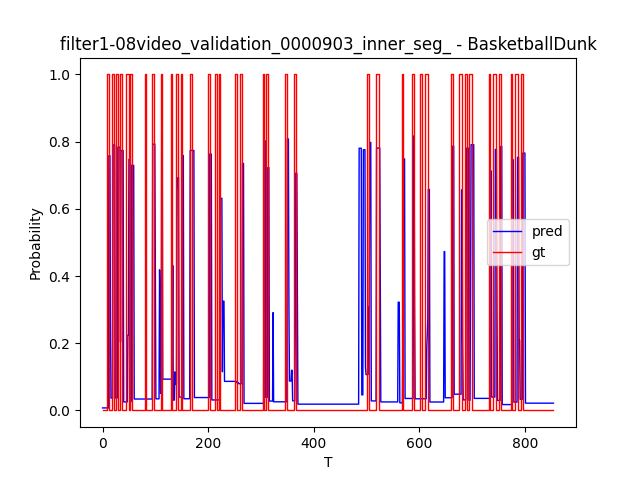 filter1-08video_validation_0000903_inner_seg_ - BasketballDunk
1.0
0.8
0.6
0.4
0.2
0.0
Probability
pred
gt
0
200
400
600
800
T